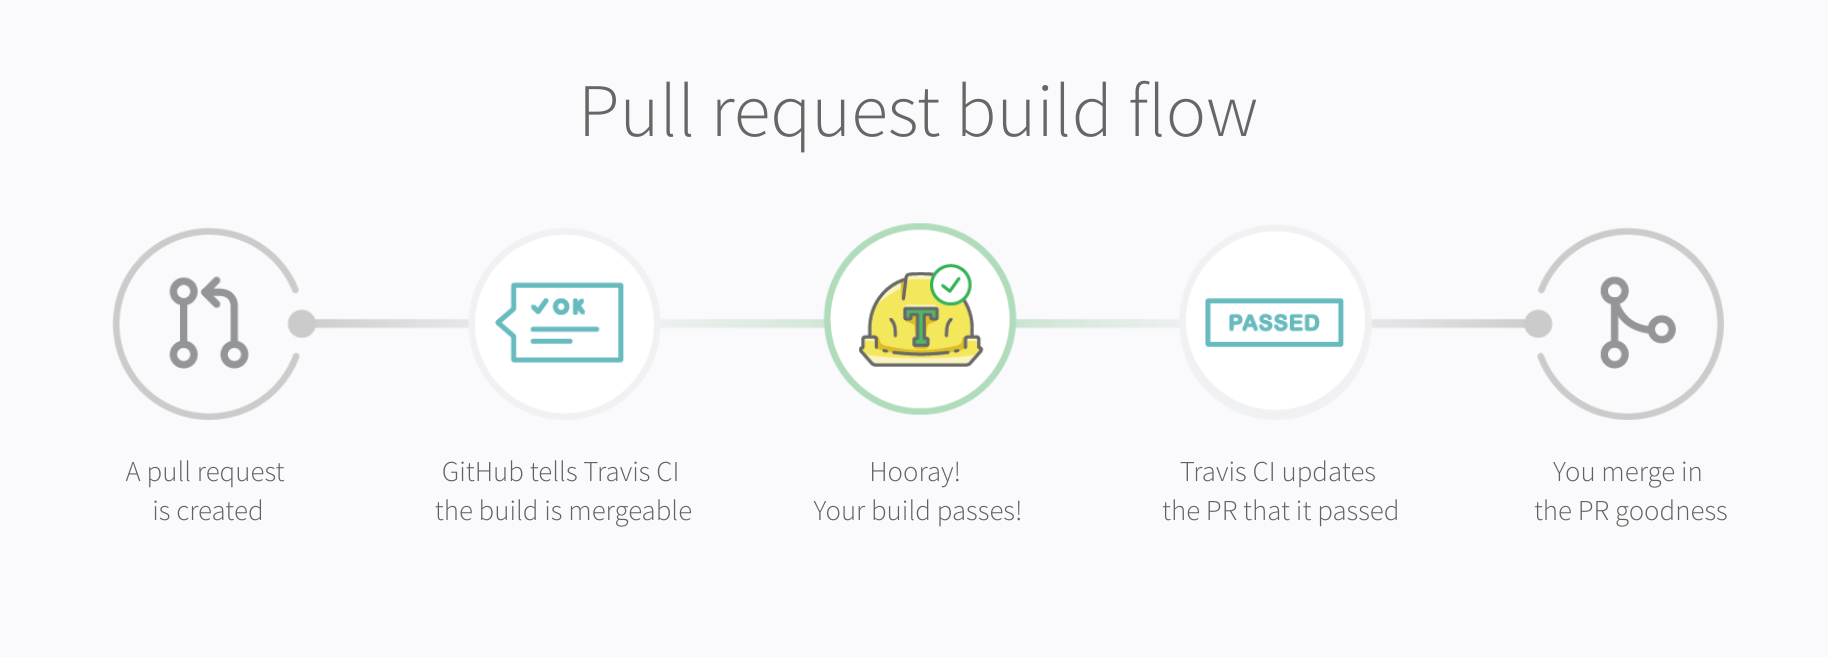 Pull request build flow
OK
T
PASSED
A pull request
is created
GitHub tells Travis CI
the build is mergeable
Hooray!
Your build passes!
Travis CI updates
the PR that it passed
You merge in
the PR goodness